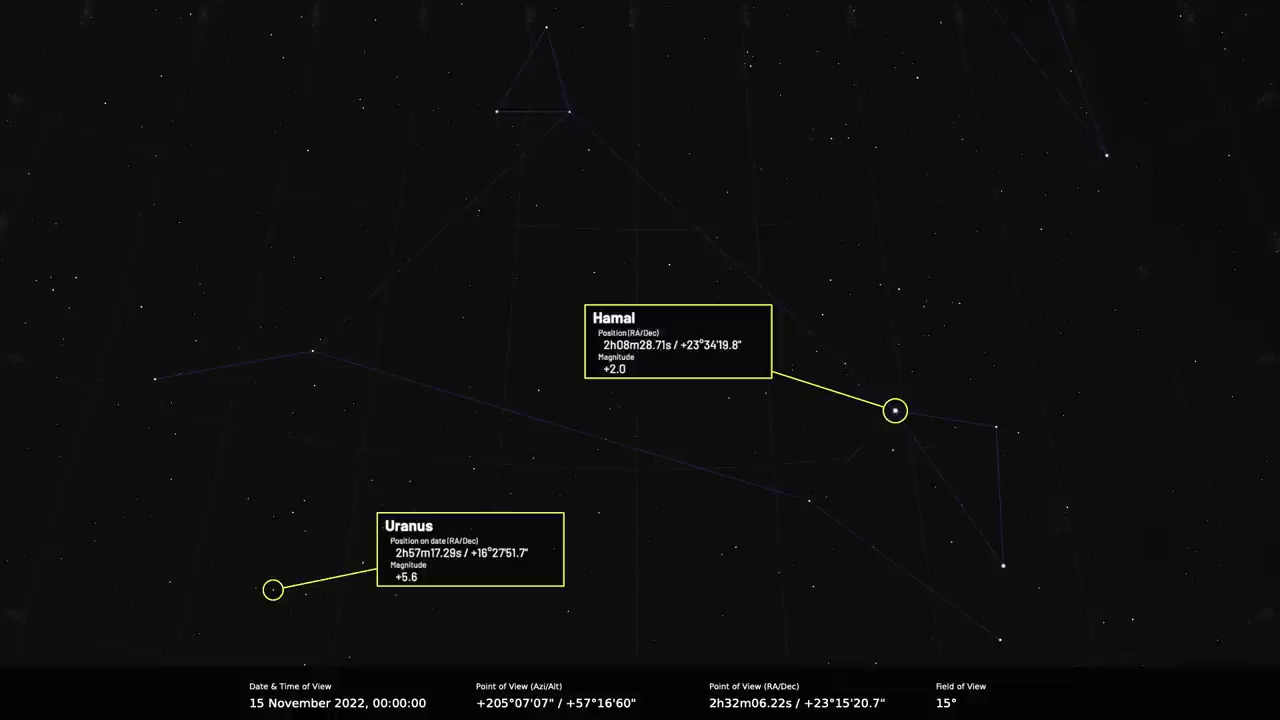 Hamal
Position (RA/Dec)
2h08m28.71s / +23°34'19.8"
Magnitude
+2.0
Uranus
Position on date (RA/Dec)
2h57m17.29s / +16°27'51.7"
Magnitude
+5.6
Date & Time of View
15 November 2022, 00:00:00
Point of View (Azi/Alt)
+205°07'07" / +57°16'60"
Point of View (RA/Dec)
2h32m06.22s / +23°15'20.7"
Field of View
15°